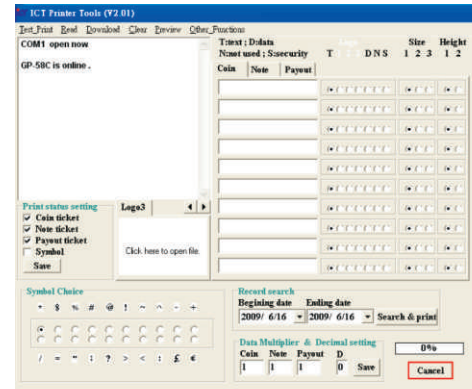 ICT Printer Tools (V2.01)
Test_Print Read Download Clear Preview Other_Functions
COM1 open now
GP-58C is online .
T:text ; D:data
N:not used ; S:security
T D N S
Size
1 2 3
Height
1 2
Coin Note Payout
Print status setting
Coin ticket
Note ticket
Payout ticket
Symbol
Save
Logo3
Click here to open file
Symbol Choice
* $ % # @ ! ~ ^ - +
/ = " ; ? > < : £ €
Record search
Begining date Ending date
2009/ 6/16 2009/ 6/16 Search & print
Data Multiplier & Decimal setting
Coin Note Payout D
1 1 1 0 Save
0%
Cancel